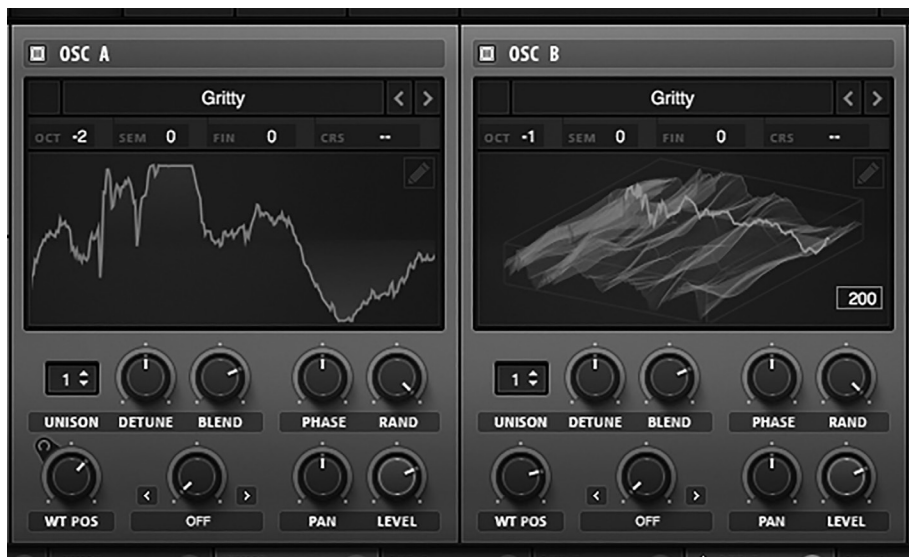 OSC A
Gritty
OCT -2 SEM 0 FIN 0 CRS --
1
UNISON DETUNE BLEND PHASE RAND
WT POS OFF PAN LEVEL
OSC B
Gritty
OCT -1 SEM 0 FIN 0 CRS --
200
1
UNISON DETUNE BLEND PHASE RAND
WT POS OFF PAN LEVEL